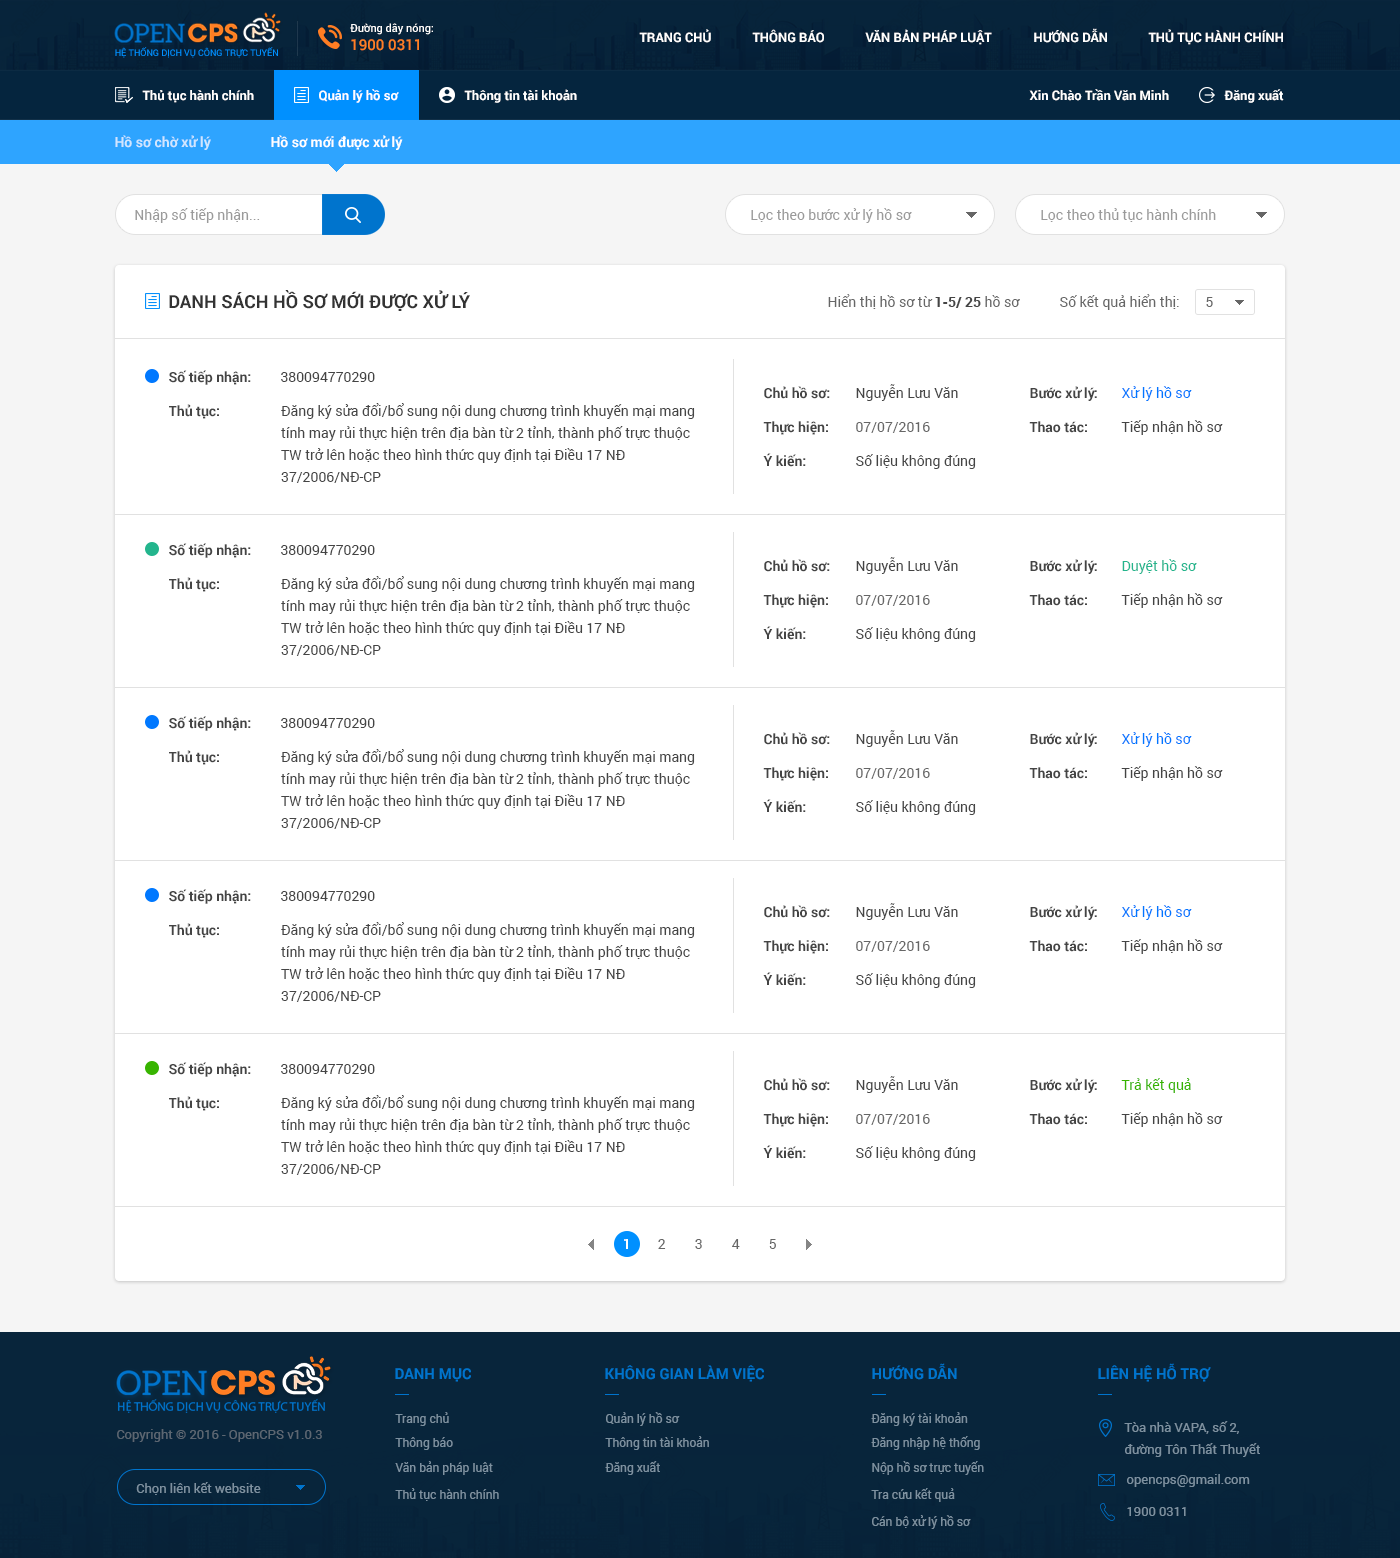 OPENCPS
HỆ THỐNG DỊCH VỤ CÔNG TRỰC TUYẾN
Đường dây nóng:
1900 0311
TRANG CHỦ THÔNG BÁO VĂN BẢN PHÁP LUẬT HƯỚNG DẪN THỦ TỤC HÀNH CHÍNH
Thủ tục hành chính Quản lý hồ sơ Thông tin tài khoản Xin Chào Trần Văn Minh Đăng xuất
Hồ sơ chờ xử lý Hồ sơ mới được xử lý
Nhập số tiếp nhận... Lọc theo bước xử lý hồ sơ Lọc theo thủ tục hành chính
DANH SÁCH HỒ SƠ MỚI ĐƯỢC XỬ LÝ Hiển thị hồ sơ từ 1-5/ 25 hồ sơ Số kết quả hiển thị: 5
Số tiếp nhận: 380094770290
Thủ tục: Đăng ký sửa đổi/bổ sung nội dung chương trình khuyến mại mang
tính may rủi thực hiện trên địa bàn từ 2 tỉnh, thành phố trực thuộc
TW trở lên hoặc theo hình thức quy định tại Điều 17 NĐ
37/2006/NĐ-CP
Chủ hồ sơ: Nguyễn Lưu Văn Bước xử lý: Xử lý hồ sơ
Thực hiện: 07/07/2016 Thao tác: Tiếp nhận hồ sơ
Ý kiến: Số liệu không đúng
Số tiếp nhận: 380094770290
Thủ tục: Đăng ký sửa đổi/bổ sung nội dung chương trình khuyến mại mang
tính may rủi thực hiện trên địa bàn từ 2 tỉnh, thành phố trực thuộc
TW trở lên hoặc theo hình thức quy định tại Điều 17 NĐ
37/2006/NĐ-CP
Chủ hồ sơ: Nguyễn Lưu Văn Bước xử lý: Duyệt hồ sơ
Thực hiện: 07/07/2016 Thao tác: Tiếp nhận hồ sơ
Ý kiến: Số liệu không đúng
Số tiếp nhận: 380094770290
Thủ tục: Đăng ký sửa đổi/bổ sung nội dung chương trình khuyến mại mang
tính may rủi thực hiện trên địa bàn từ 2 tỉnh, thành phố trực thuộc
TW trở lên hoặc theo hình thức quy định tại Điều 17 NĐ
37/2006/NĐ-CP
Chủ hồ sơ: Nguyễn Lưu Văn Bước xử lý: Xử lý hồ sơ
Thực hiện: 07/07/2016 Thao tác: Tiếp nhận hồ sơ
Ý kiến: Số liệu không đúng
Số tiếp nhận: 380094770290
Thủ tục: Đăng ký sửa đổi/bổ sung nội dung chương trình khuyến mại mang
tính may rủi thực hiện trên địa bàn từ 2 tỉnh, thành phố trực thuộc
TW trở lên hoặc theo hình thức quy định tại Điều 17 NĐ
37/2006/NĐ-CP
Chủ hồ sơ: Nguyễn Lưu Văn Bước xử lý: Xử lý hồ sơ
Thực hiện: 07/07/2016 Thao tác: Tiếp nhận hồ sơ
Ý kiến: Số liệu không đúng
Số tiếp nhận: 380094770290
Thủ tục: Đăng ký sửa đổi/bổ sung nội dung chương trình khuyến mại mang
tính may rủi thực hiện trên địa bàn từ 2 tỉnh, thành phố trực thuộc
TW trở lên hoặc theo hình thức quy định tại Điều 17 NĐ
37/2006/NĐ-CP
Chủ hồ sơ: Nguyễn Lưu Văn Bước xử lý: Trả kết quả
Thực hiện: 07/07/2016 Thao tác: Tiếp nhận hồ sơ
Ý kiến: Số liệu không đúng
1 2 3 4 5
OPENCPS
HỆ THỐNG DỊCH VỤ CÔNG TRỰC TUYẾN
Copyright © 2016 - OpenCPS v1.0.3
Chọn liên kết website
DANH MỤC
Trang chủ
Thông báo
Văn bản pháp luật
Thủ tục hành chính
KHÔNG GIAN LÀM VIỆC
Quản lý hồ sơ
Thông tin tài khoản
Đăng xuất
HƯỚNG DẪN
Đăng ký tài khoản
Đăng nhập hệ thống
Nộp hồ sơ trực tuyến
Tra cứu kết quả
Cán bộ xử lý hồ sơ
LIÊN HỆ HỖ TRỢ
Tòa nhà VAPA, số 2,
đường Tôn Thất Thuyết
opencps@gmail.com
1900 0311